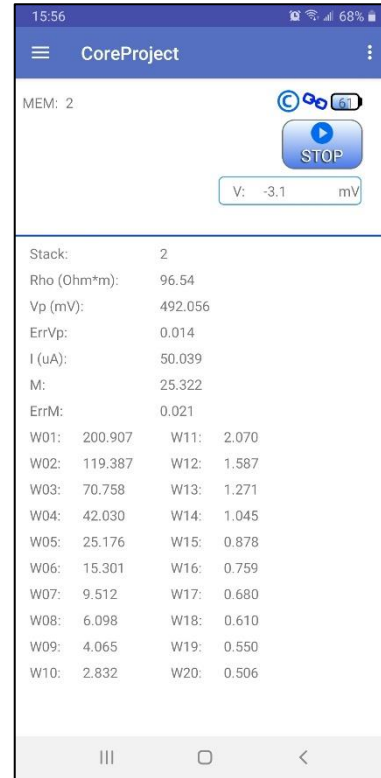 15:56 68%
CoreProject
MEM: 2
C 61
STOP
V: -3.1 mV
Stack: 2
Rho (Ohm*m): 96.54
Vp (mV): 492.056
ErrVp: 0.014
I (uA): 50.039
M: 25.322
ErrM: 0.021
W01: 200.907 W11: 2.070
W02: 119.387 W12: 1.587
W03: 70.758 W13: 1.271
W04: 42.030 W14: 1.045
W05: 25.176 W15: 0.878
W06: 15.301 W16: 0.759
W07: 9.512 W17: 0.680
W08: 6.098 W18: 0.610
W09: 4.065 W19: 0.550
W10: 2.832 W20: 0.506